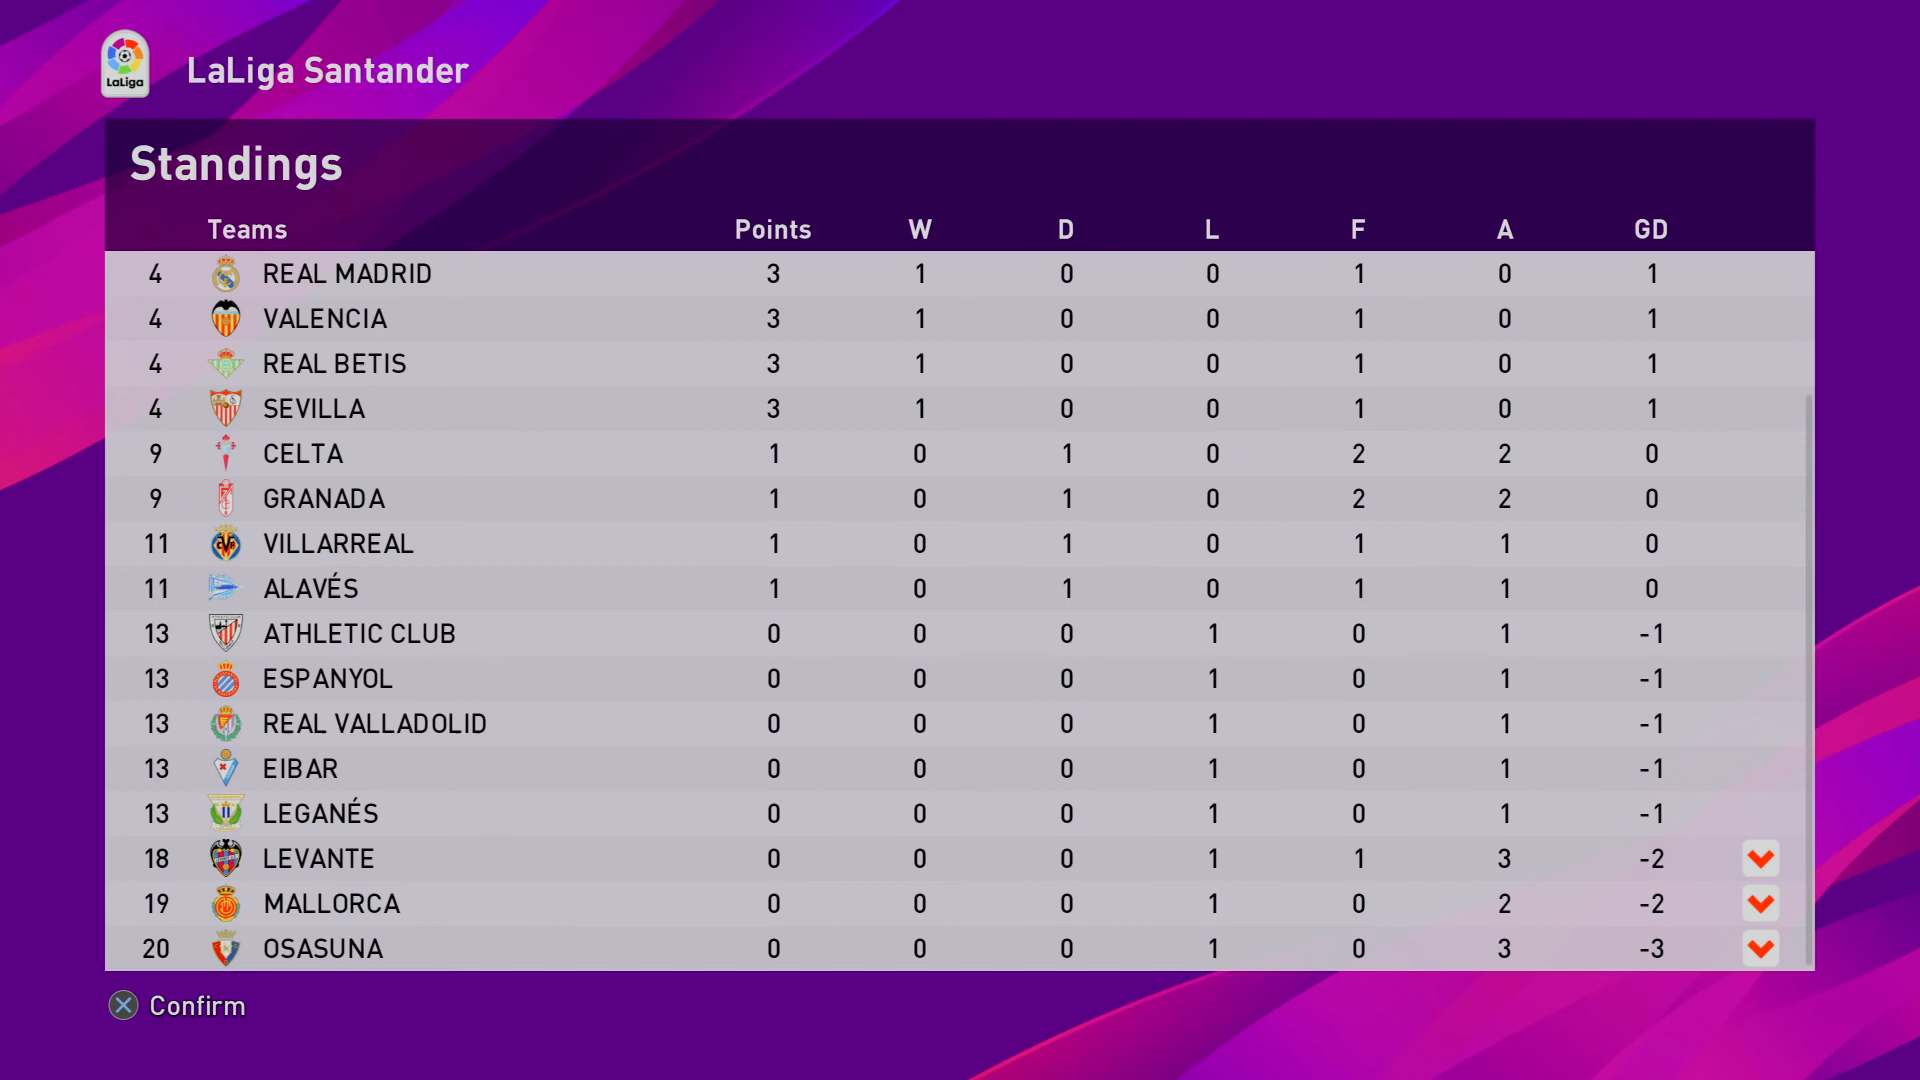 LaLiga
LaLiga Santander
Standings
Teams Points W D L F A GD
4 REAL MADRID 3 1 0 0 1 0 1
4 VALENCIA 3 1 0 0 1 0 1
4 REAL BETIS 3 1 0 0 1 0 1
4 SEVILLA 3 1 0 0 1 0 1
9 CELTA 1 0 1 0 2 2 0
9 GRANADA 1 0 1 0 2 2 0
11 VILLARREAL 1 0 1 0 1 1 0
11 ALAVÉS 1 0 1 0 1 1 0
13 ATHLETIC CLUB 0 0 0 1 0 1 -1
13 ESPANYOL 0 0 0 1 0 1 -1
13 REAL VALLADOLID 0 0 0 1 0 1 -1
13 EIBAR 0 0 0 1 0 1 -1
13 LEGANÉS 0 0 0 1 0 1 -1
18 LEVANTE 0 0 0 1 1 3 -2
19 MALLORCA 0 0 0 1 0 2 -2
20 OSASUNA 0 0 0 1 0 3 -3
Confirm